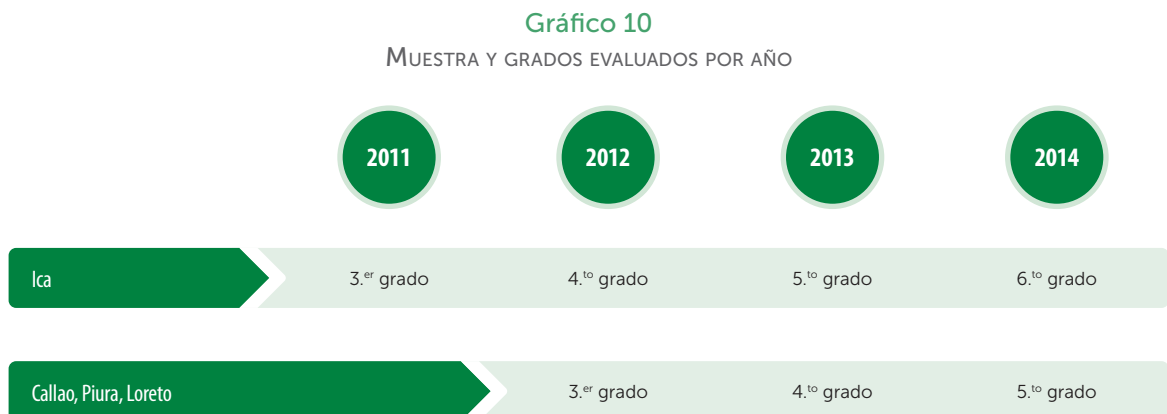 Gráfico 10
Muestra y grados evaluados por año
2011 2012 2013 2014
Ica 3.er grado 4.to grado 5.to grado 6.to grado
Callao, Piura, Loreto 3.er grado 4.to grado 5.to grado